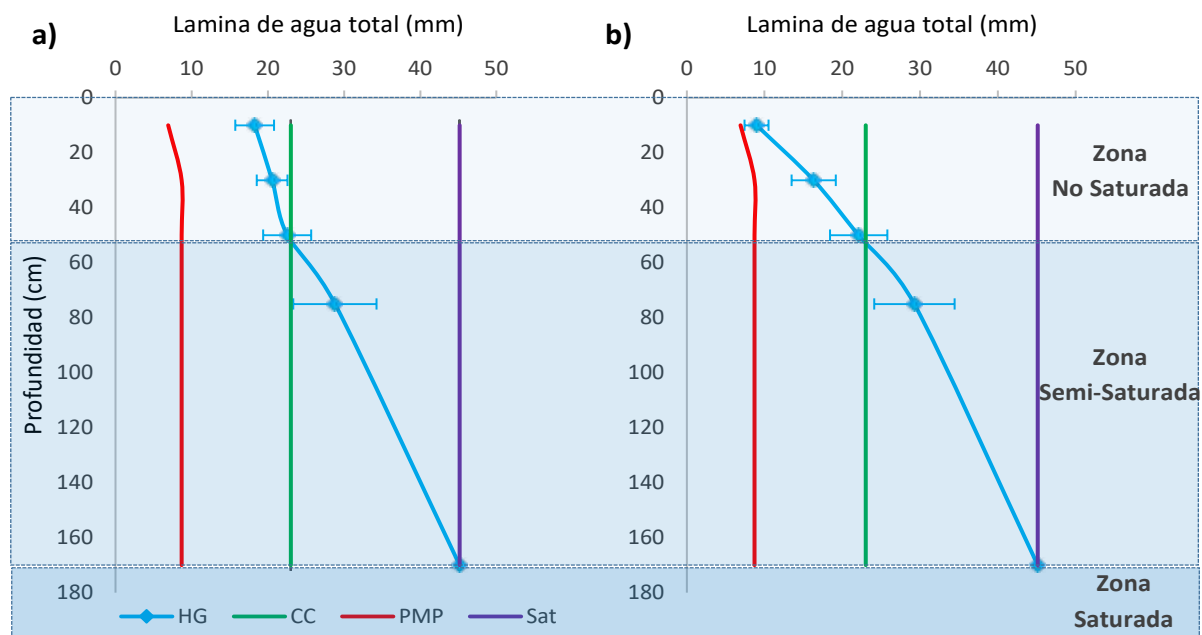 a)
Lamina de agua total (mm)
0 10 20 30 40 50
0
20
40
60
80
100
120
140
160
180
Profundidad (cm)
HG CC PMP Sat
b)
Lamina de agua total (mm)
0 10 20 30 40 50
0
20
40
60
80
100
120
140
160
180
Zona
No Saturada
Zona
Semi-Saturada
Zona
Saturada